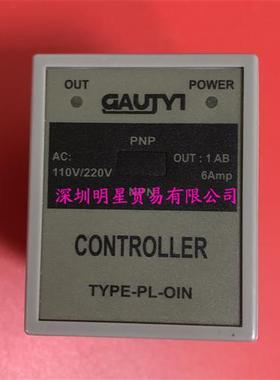 OUT POWER
GAUTYI
PNP
AC: OUT : 1 AB
110V/220V 6Amp
NPN
深圳明星贸易有限公司
CONTROLLER
TYPE-PL-OIN